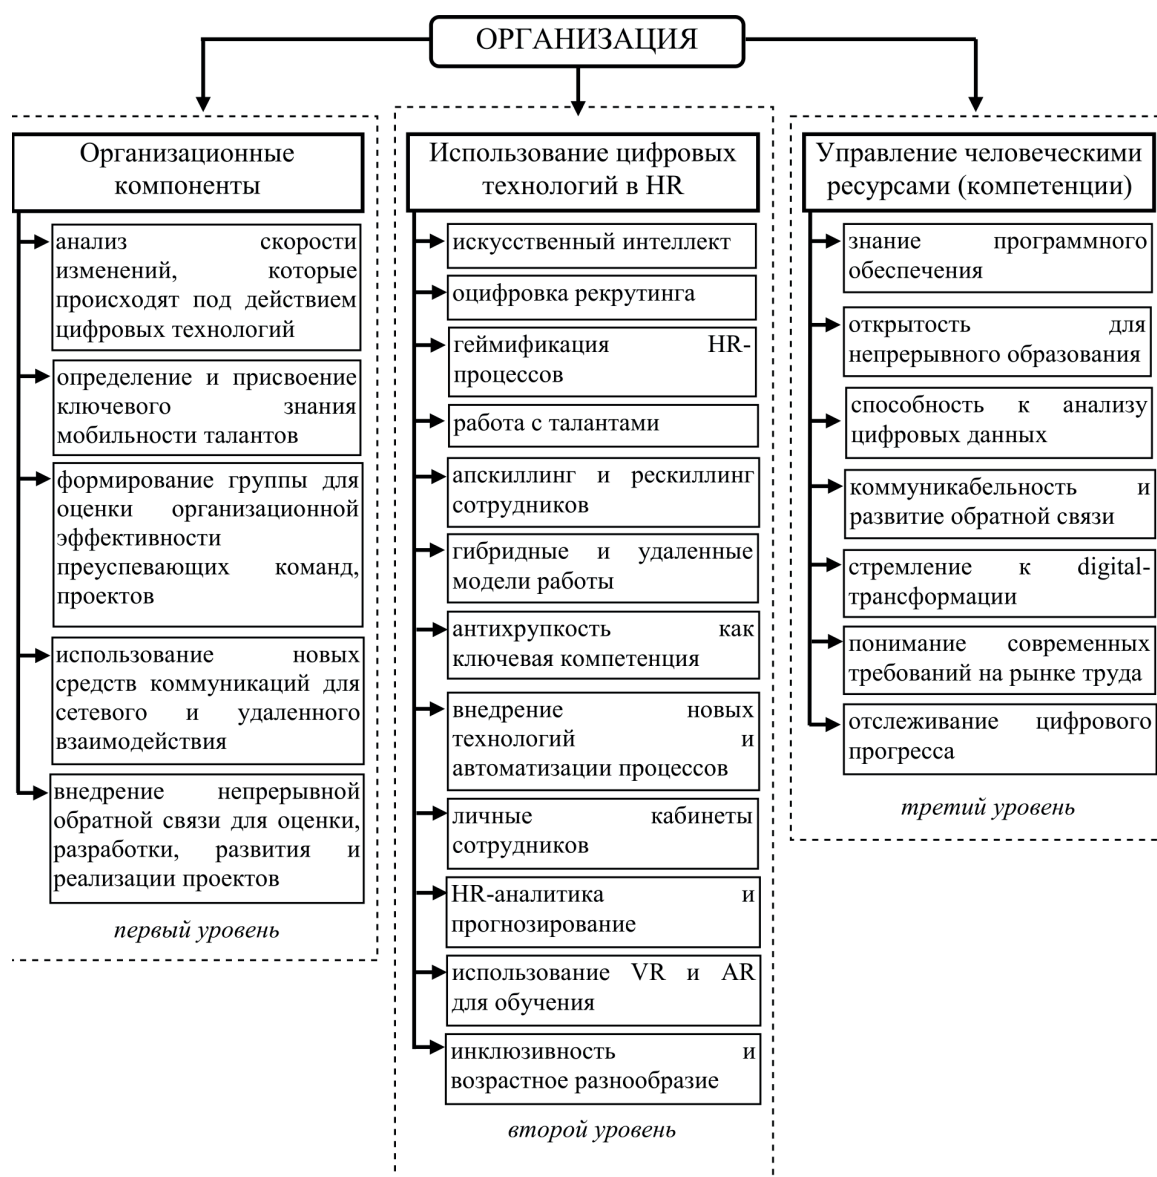 ОРГАНИЗАЦИЯ
Организационные
компоненты
анализ скорости
изменений, которые
происходят под действием
цифровых технологий
определение и присвоение
ключевого знания
мобильности талантов
формирование группы для
оценки организационной
эффективности
преуспевающих команд,
проектов
использование новых
средств коммуникаций для
сетевого и удаленного
взаимодействия
внедрение непрерывной
обратной связи для оценки,
разработки, развития и
реализации проектов
первый уровень
Использование цифровых
технологий в HR
искусственный интеллект
оцифровка рекрутинга
геймификация HR-
процессов
работа с талантами
апскиллинг и рескиллинг
сотрудников
гибридные и удаленные
модели работы
антихрупкость как
ключевая компетенция
внедрение новых
технологий и
автоматизации процессов
личные кабинеты
сотрудников
HR-аналитика и
прогнозирование
использование VR и AR
для обучения
инклюзивность и
возрастное разнообразие
второй уровень
Управление человеческими
ресурсами (компетенции)
знание программного
обеспечения
открытость для
непрерывного образования
способность к анализу
цифровых данных
коммуникабельность и
развитие обратной связи
стремление к digital-
трансформации
понимание современных
требований на рынке труда
отслеживание цифрового
прогресса
третий уровень